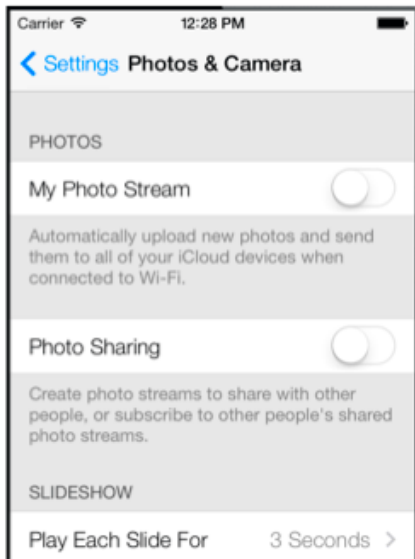 Carrier 12:28 PM
Settings Photos & Camera
PHOTOS
My Photo Stream
Automatically upload new photos and send
them to all of your iCloud devices when
connected to Wi-Fi.
Photo Sharing
Create photo streams to share with other
people, or subscribe to other people's shared
photo streams.
SLIDESHOW
Play Each Slide For 3 Seconds